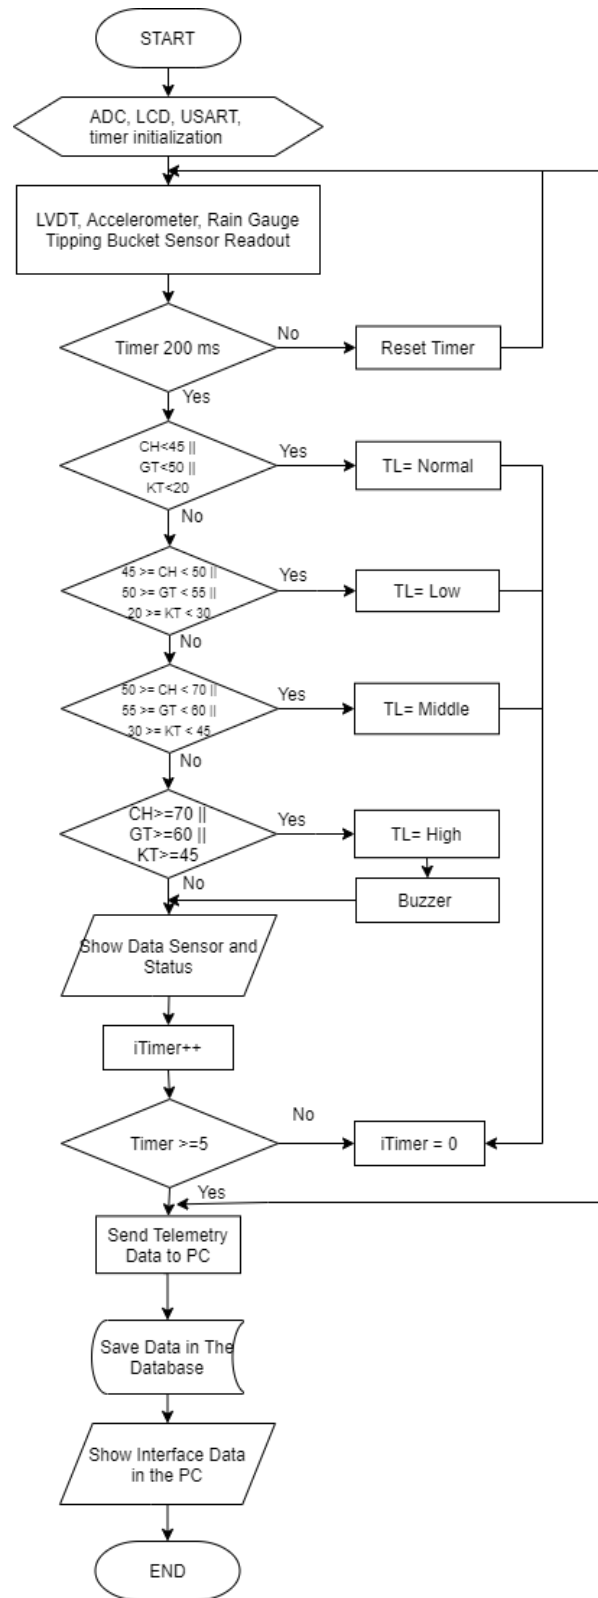 START
ADC, LCD, USART,
timer initialization
LVDT, Accelerometer, Rain Gauge
Tipping Bucket Sensor Readout
Timer 200 ms
No
Reset Timer
Yes
CH<45 ||
GT<50 ||
KT<20
Yes
TL= Normal
No
45 >= CH < 50 ||
50 >= GT < 55 ||
20 >= KT < 30
Yes
TL= Low
No
50 >= CH < 70 ||
55 >= GT < 60 ||
30 >= KT < 45
Yes
TL= Middle
No
CH>=70 ||
GT>=60 ||
KT>=45
Yes
TL= High
No
Buzzer
Show Data Sensor and
Status
iTimer++
Timer >=5
No
iTimer = 0
Yes
Send Telemetry
Data to PC
Save Data in The
Database
Show Interface Data
in the PC
END